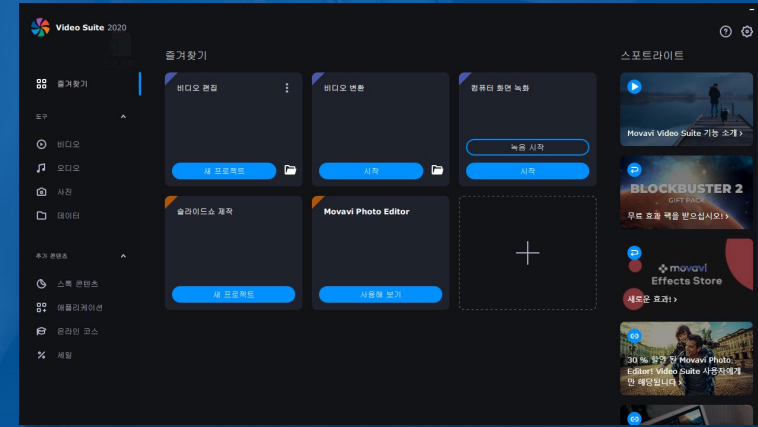 Video Suite 2020
즐겨찾기
도구
비디오
오디오
사진
데이터
추가 콘텐츠
스톡 콘텐츠
애플리케이션
온라인 코스
세일
즐겨찾기
비디오 편집
새 프로젝트
비디오 변환
시작
컴퓨터 화면 녹화
녹음 시작
시작
슬라이드쇼 제작
새 프로젝트
Movavi Photo Editor
사용해 보기
스포트라이트
Movavi Video Suite 기능 소개 ›
BLOCKBUSTER 2
GIFT PACK
무료 효과 팩을 받으십시오! ›
movavi
Effects Store
새로운 효과! ›
30 % 할인 된 Movavi Photo
Editor! Video Suite 사용자에게
만 해당됩니다 ›